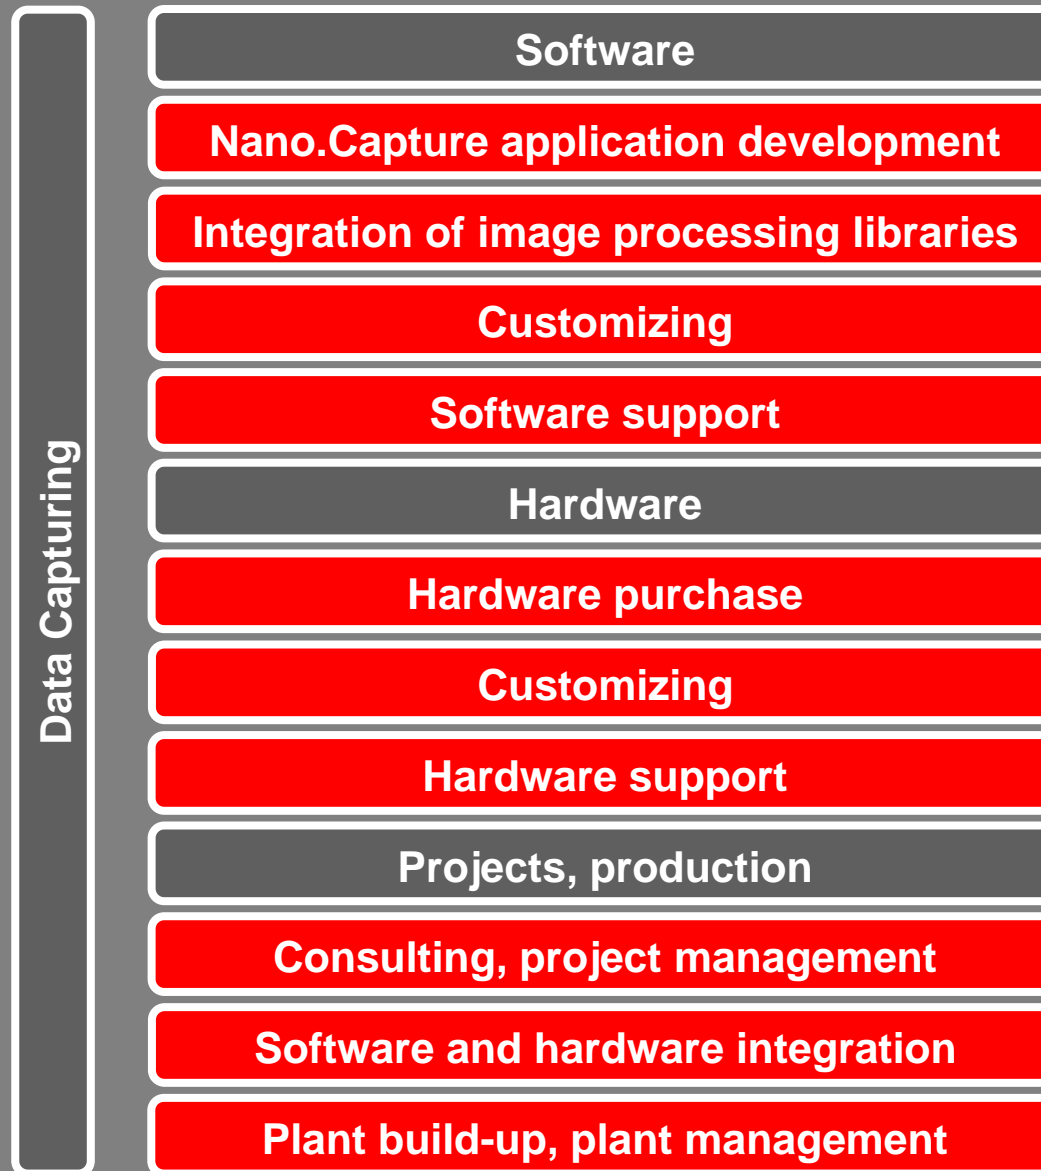 Data Capturing
Software
Nano.Capture application development
Integration of image processing libraries
Customizing
Software support
Hardware
Hardware purchase
Customizing
Hardware support
Projects, production
Consulting, project management
Software and hardware integration
Plant build-up, plant management